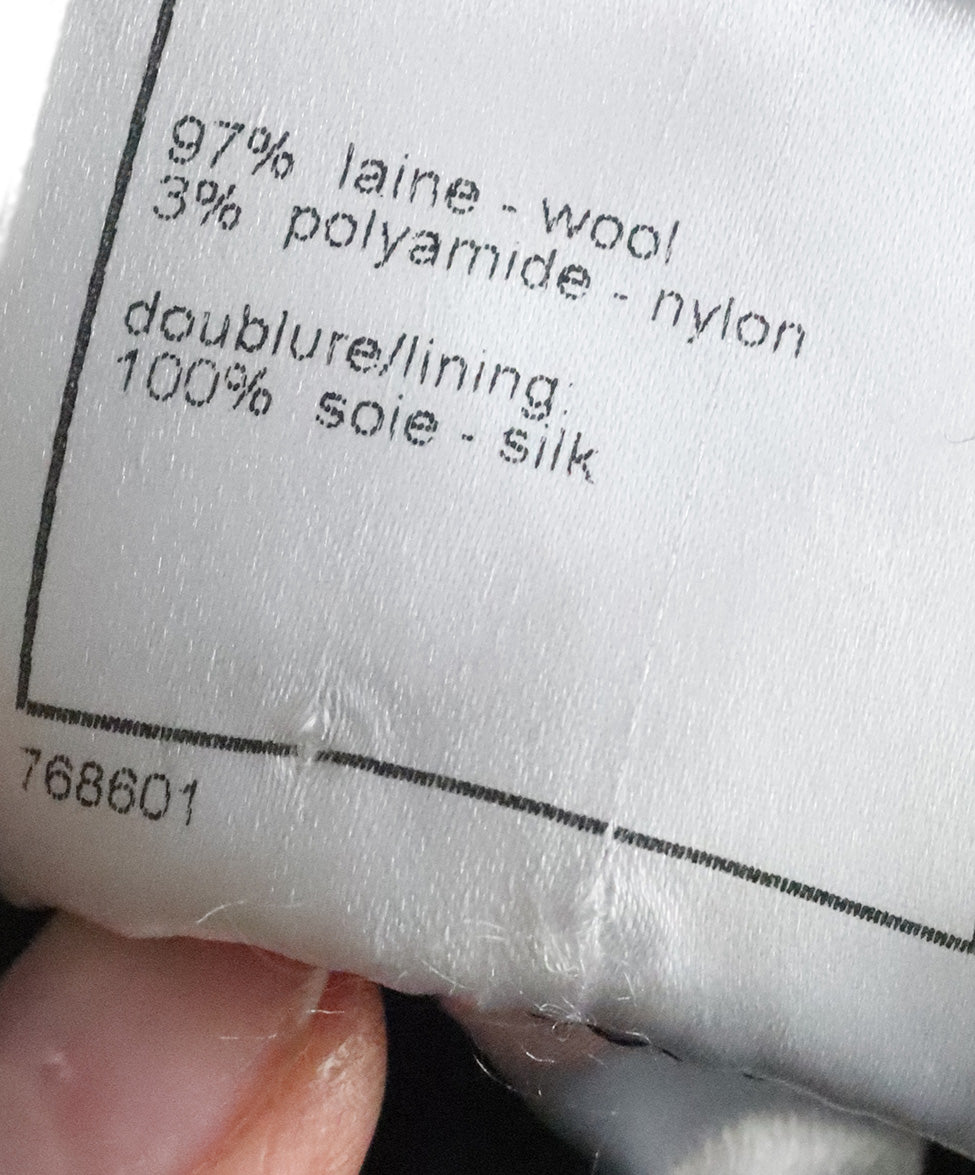 97% laine - wool
3% polyamide - nylon
doublure/lining:
100% soie - silk
768601